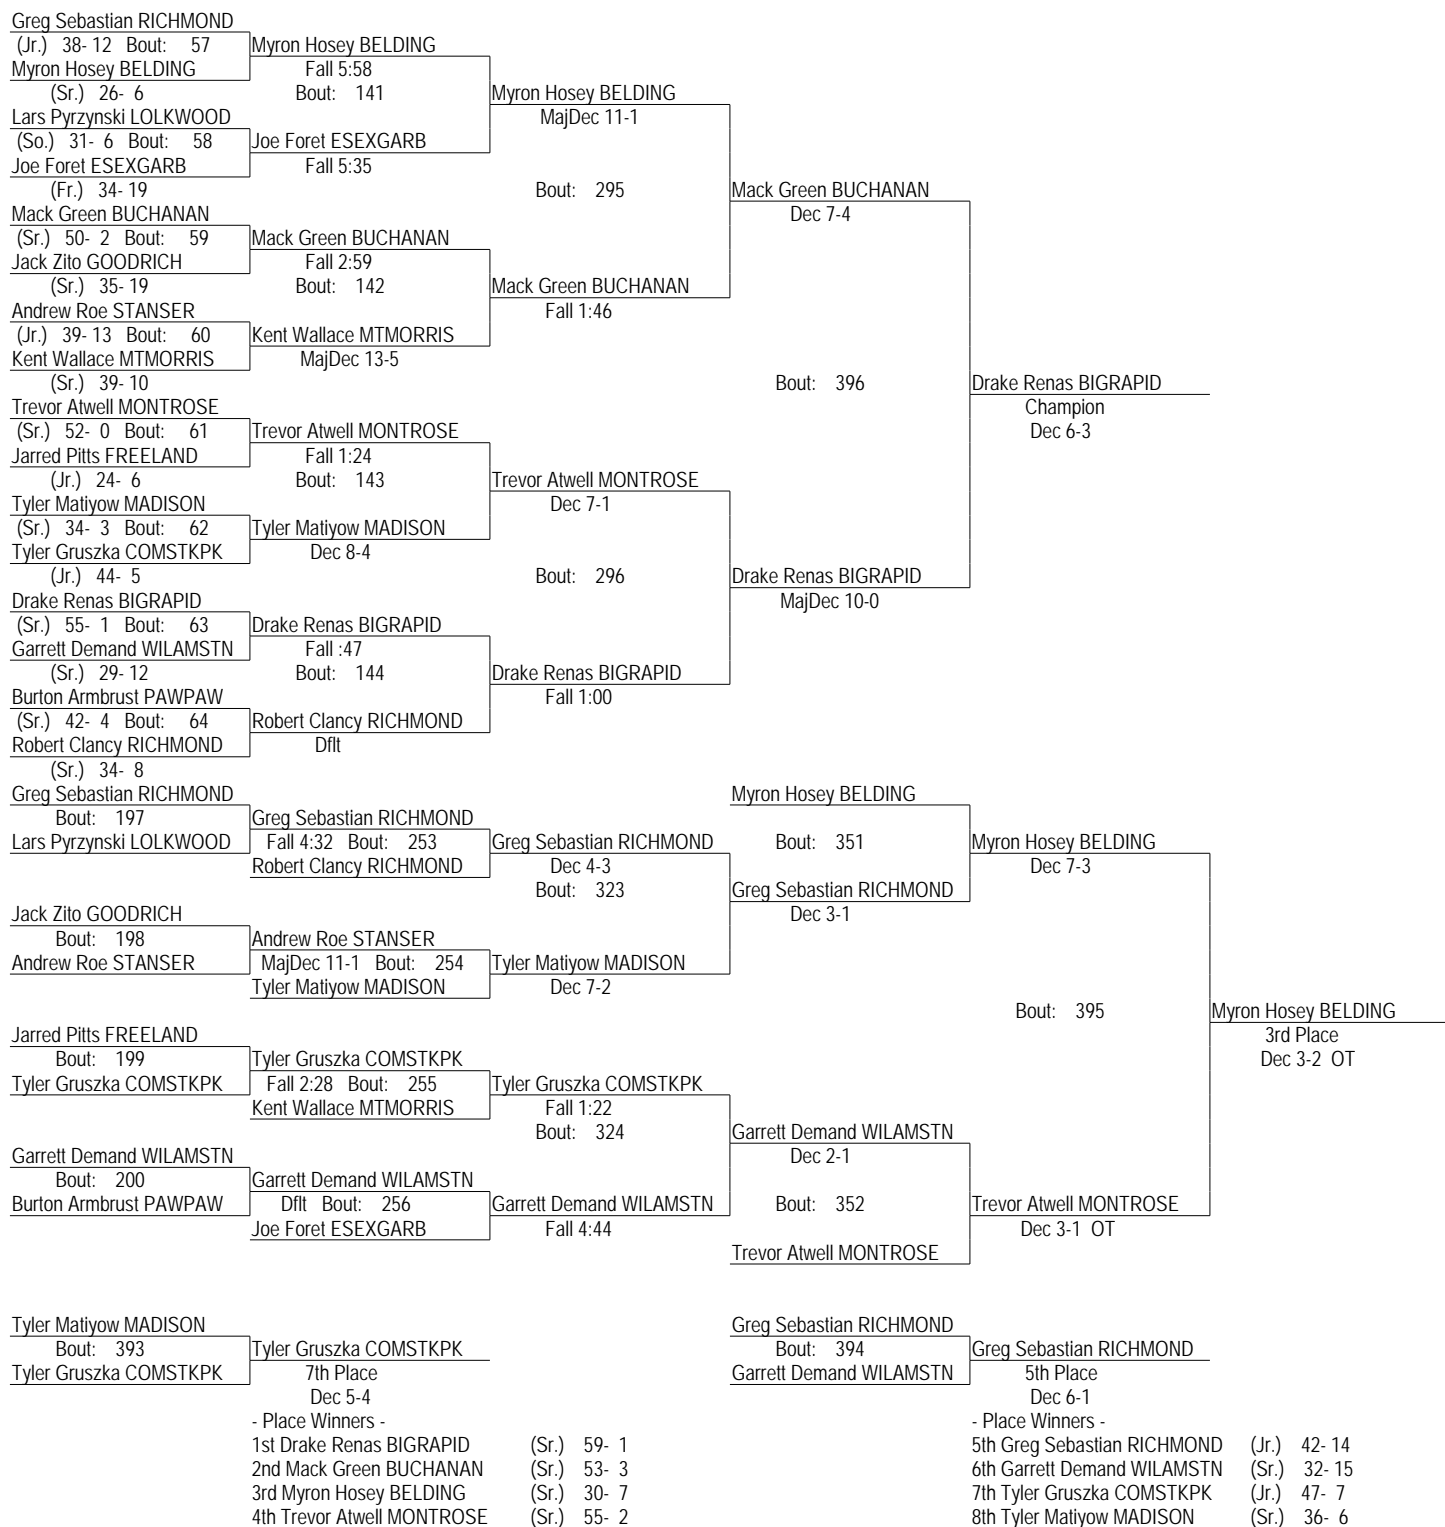 Greg Sebastian RICHMOND
(Jr.) 38- 12 Bout: 57 Myron Hosey BELDING
Myron Hosey BELDING Fall 5:58
(Sr.) 26- 6 Bout: 141 Myron Hosey BELDING
Lars Pyrzynski LOLKWOOD MajDec 11-1
(So.) 31- 6 Bout: 58 Joe Foret ESEXGARB
Joe Foret ESEXGARB Fall 5:35
(Fr.) 34- 19 Bout: 295 Mack Green BUCHANAN
Mack Green BUCHANAN Dec 7-4
(Sr.) 50- 2 Bout: 59 Mack Green BUCHANAN
Jack Zito GOODRICH Fall 2:59
(Sr.) 35- 19 Bout: 142 Mack Green BUCHANAN
Andrew Roe STANSER Fall 1:46
(Jr.) 39- 13 Bout: 60 Kent Wallace MTMORRIS
Kent Wallace MTMORRIS MajDec 13-5
(Sr.) 39- 10 Bout: 396 Drake Renas BIGRAPID
Trevor Atwell MONTROSE Champion
(Sr.) 52- 0 Bout: 61 Trevor Atwell MONTROSE Dec 6-3
Jarred Pitts FREELAND Fall 1:24
(Jr.) 24- 6 Bout: 143 Trevor Atwell MONTROSE
Tyler Matiyow MADISON Dec 7-1
(Sr.) 34- 3 Bout: 62 Tyler Matiyow MADISON
Tyler Gruszka COMSTKPK Dec 8-4
(Jr.) 44- 5 Bout: 296 Drake Renas BIGRAPID
Drake Renas BIGRAPID MajDec 10-0
(Sr.) 55- 1 Bout: 63 Drake Renas BIGRAPID
Garrett Demand WILAMSTN Fall :47
(Sr.) 29- 12 Bout: 144 Drake Renas BIGRAPID
Burton Armbrust PAWPAW Fall 1:00
(Sr.) 42- 4 Bout: 64 Robert Clancy RICHMOND
Robert Clancy RICHMOND Dflt
(Sr.) 34- 8
Greg Sebastian RICHMOND Myron Hosey BELDING
Bout: 197 Greg Sebastian RICHMOND
Lars Pyrzynski LOLKWOOD Fall 4:32 Bout: 253 Greg Sebastian RICHMOND Bout: 351 Myron Hosey BELDING
Robert Clancy RICHMOND Dec 4-3 Dec 7-3
Bout: 323 Greg Sebastian RICHMOND
Jack Zito GOODRICH Dec 3-1
Bout: 198 Andrew Roe STANSER
Andrew Roe STANSER MajDec 11-1 Bout: 254 Tyler Matiyow MADISON
Tyler Matiyow MADISON Dec 7-2
Bout: 395 Myron Hosey BELDING
Jarred Pitts FREELAND 3rd Place
Bout: 199 Tyler Gruszka COMSTKPK Dec 3-2 OT
Tyler Gruszka COMSTKPK Fall 2:28 Bout: 255 Tyler Gruszka COMSTKPK
Kent Wallace MTMORRIS Fall 1:22
Bout: 324 Garrett Demand WILAMSTN
Garrett Demand WILAMSTN Dec 2-1
Bout: 200 Garrett Demand WILAMSTN
Burton Armbrust PAWPAW Dflt Bout: 256 Garrett Demand WILAMSTN Bout: 352 Trevor Atwell MONTROSE
Joe Foret ESEXGARB Fall 4:44 Dec 3-1 OT
Trevor Atwell MONTROSE
Tyler Matiyow MADISON Greg Sebastian RICHMOND
Bout: 393 Tyler Gruszka COMSTKPK Bout: 394 Greg Sebastian RICHMOND
Tyler Gruszka COMSTKPK 7th Place Garrett Demand WILAMSTN 5th Place
Dec 5-4 Dec 6-1
- Place Winners - - Place Winners -
1st Drake Renas BIGRAPID (Sr.) 59- 1 5th Greg Sebastian RICHMOND (Jr.) 42- 14
2nd Mack Green BUCHANAN (Sr.) 53- 3 6th Garrett Demand WILAMSTN (Sr.) 32- 15
3rd Myron Hosey BELDING (Sr.) 30- 7 7th Tyler Gruszka COMSTKPK (Jr.) 47- 7
4th Trevor Atwell MONTROSE (Sr.) 55- 2 8th Tyler Matiyow MADISON (Sr.) 36- 6